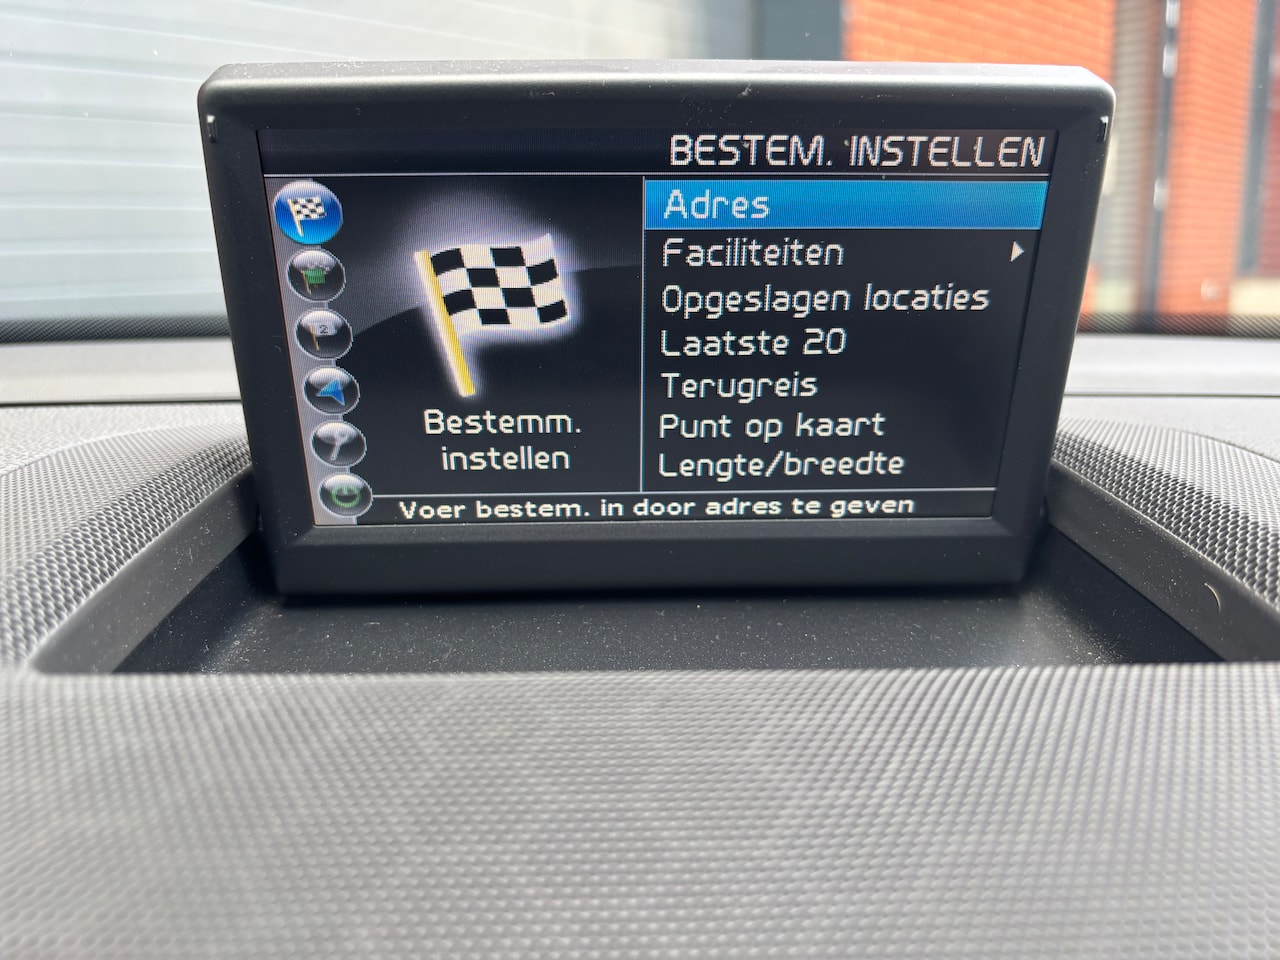 BESTEM. INSTELLEN
Adres
Faciliteiten
Opgeslagen locaties
Laatste 20
Terugreis
Punt op kaart
Lengte/breedte
Bestemm.
instellen
Voer bestem. in door adres te geven